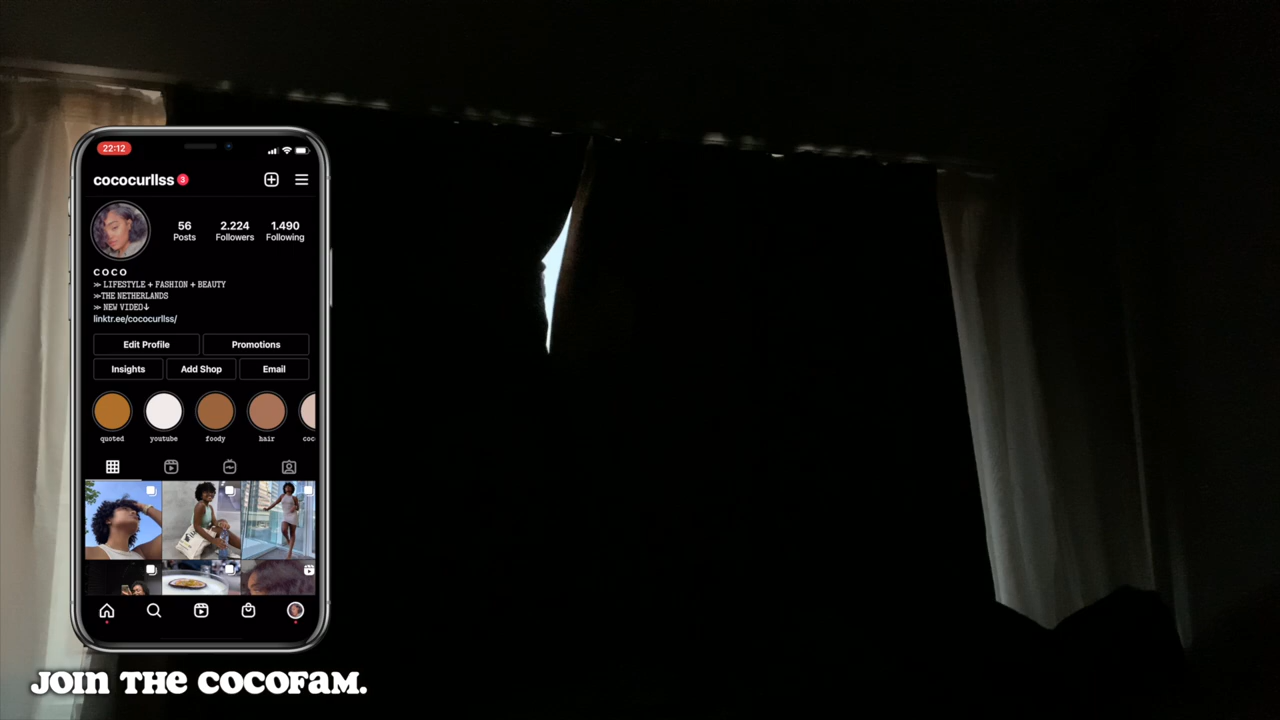 22:12
cococurllss 3
56 2.224 1.490
Posts Followers Following
COCO
>> LIFESTYLE + FASHION + BEAUTY
>>THE NETHERLANDS
>> NEW VIDEO↓
linktr.ee/cococurllss/
Edit Profile Promotions
Insights Add Shop Email
quoted youtube foody hair coc
JOIN THE COCOFAM.